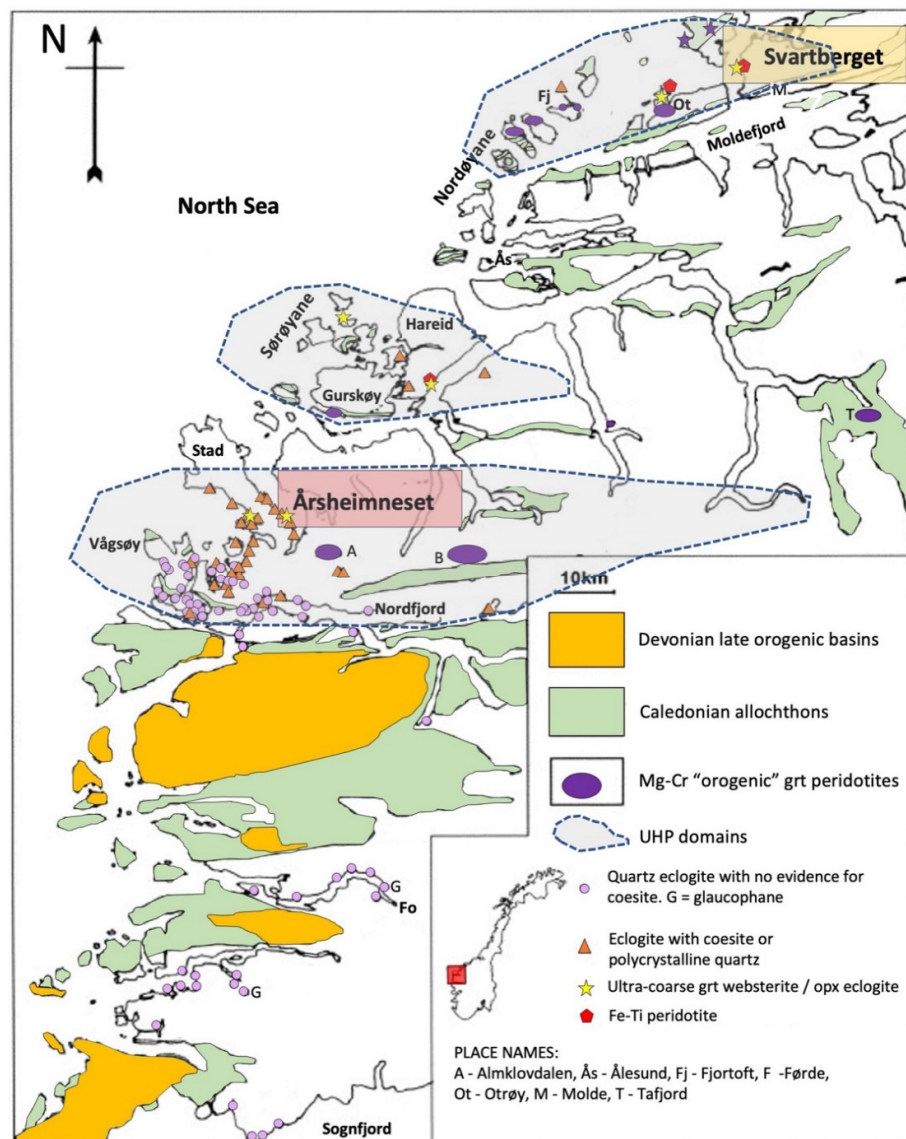 N
Svartberget
Fj
Ot
M
Moldefjord
Nordøyane
North Sea
Ås
Sørøyane
Hareid
Gurskøy
T
Stad
Årsheimneset
Vågsøy
A
B
Nordfjord
10km
Devonian late orogenic basins
Caledonian allochthons
Mg-Cr “orogenic” grt peridotites
UHP domains
G
Fo
Quartz eclogite with no evidence for
coesite. G = glaucophane
Eclogite with coesite or
polycrystalline quartz
G
Ultra-coarse grt websterite / opx eclogite
Fe-Ti peridotite
PLACE NAMES:
A - Almklovdalen, Ås - Ålesund, Fj - Fjortoft, F -Førde,
Ot - Otrøy, M - Molde, T - Tafjord
Sognfjord